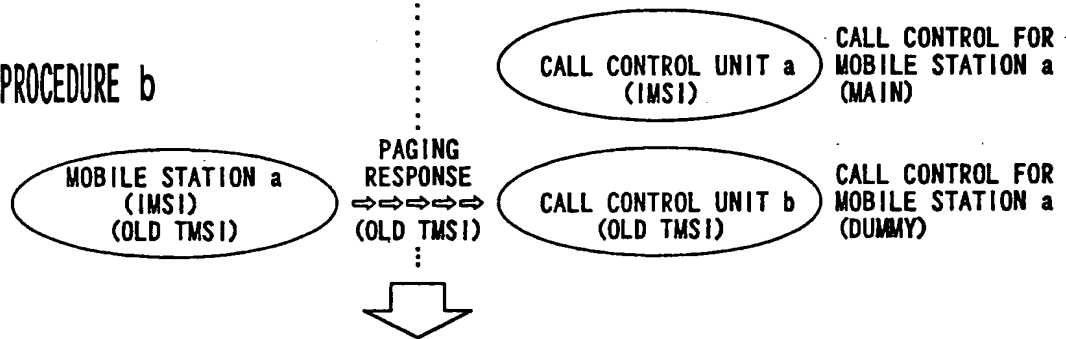 PROCEDURE b
MOBILE STATION a
(IMSI)
(OLD TMSI)
PAGING
RESPONSE
⇨⇨⇨⇨⇨
(OLD TMSI)
CALL CONTROL UNIT a
(IMSI)
CALL CONTROL FOR
MOBILE STATION a
(MAIN)
CALL CONTROL UNIT b
(OLD TMSI)
CALL CONTROL FOR
MOBILE STATION a
(DUMMY)